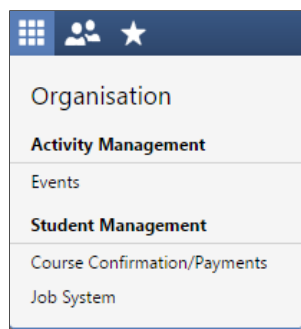 Organisation
Activity Management
Events
Student Management
Course Confirmation/Payments
Job System